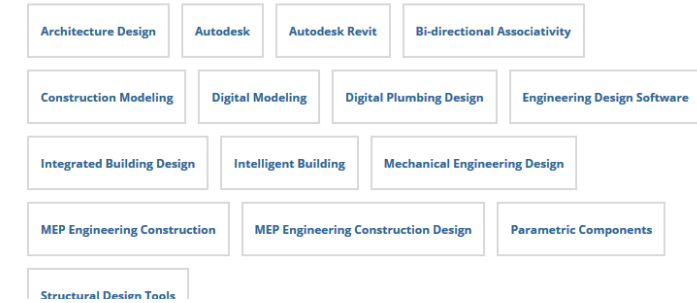 Architecture Design Autodesk Autodesk Revit Bi-directional Associativity
Construction Modeling Digital Modeling Digital Plumbing Design Engineering Design Software
Integrated Building Design Intelligent Building Mechanical Engineering Design
MEP Engineering Construction MEP Engineering Construction Design Parametric Components
Structural Design Tools